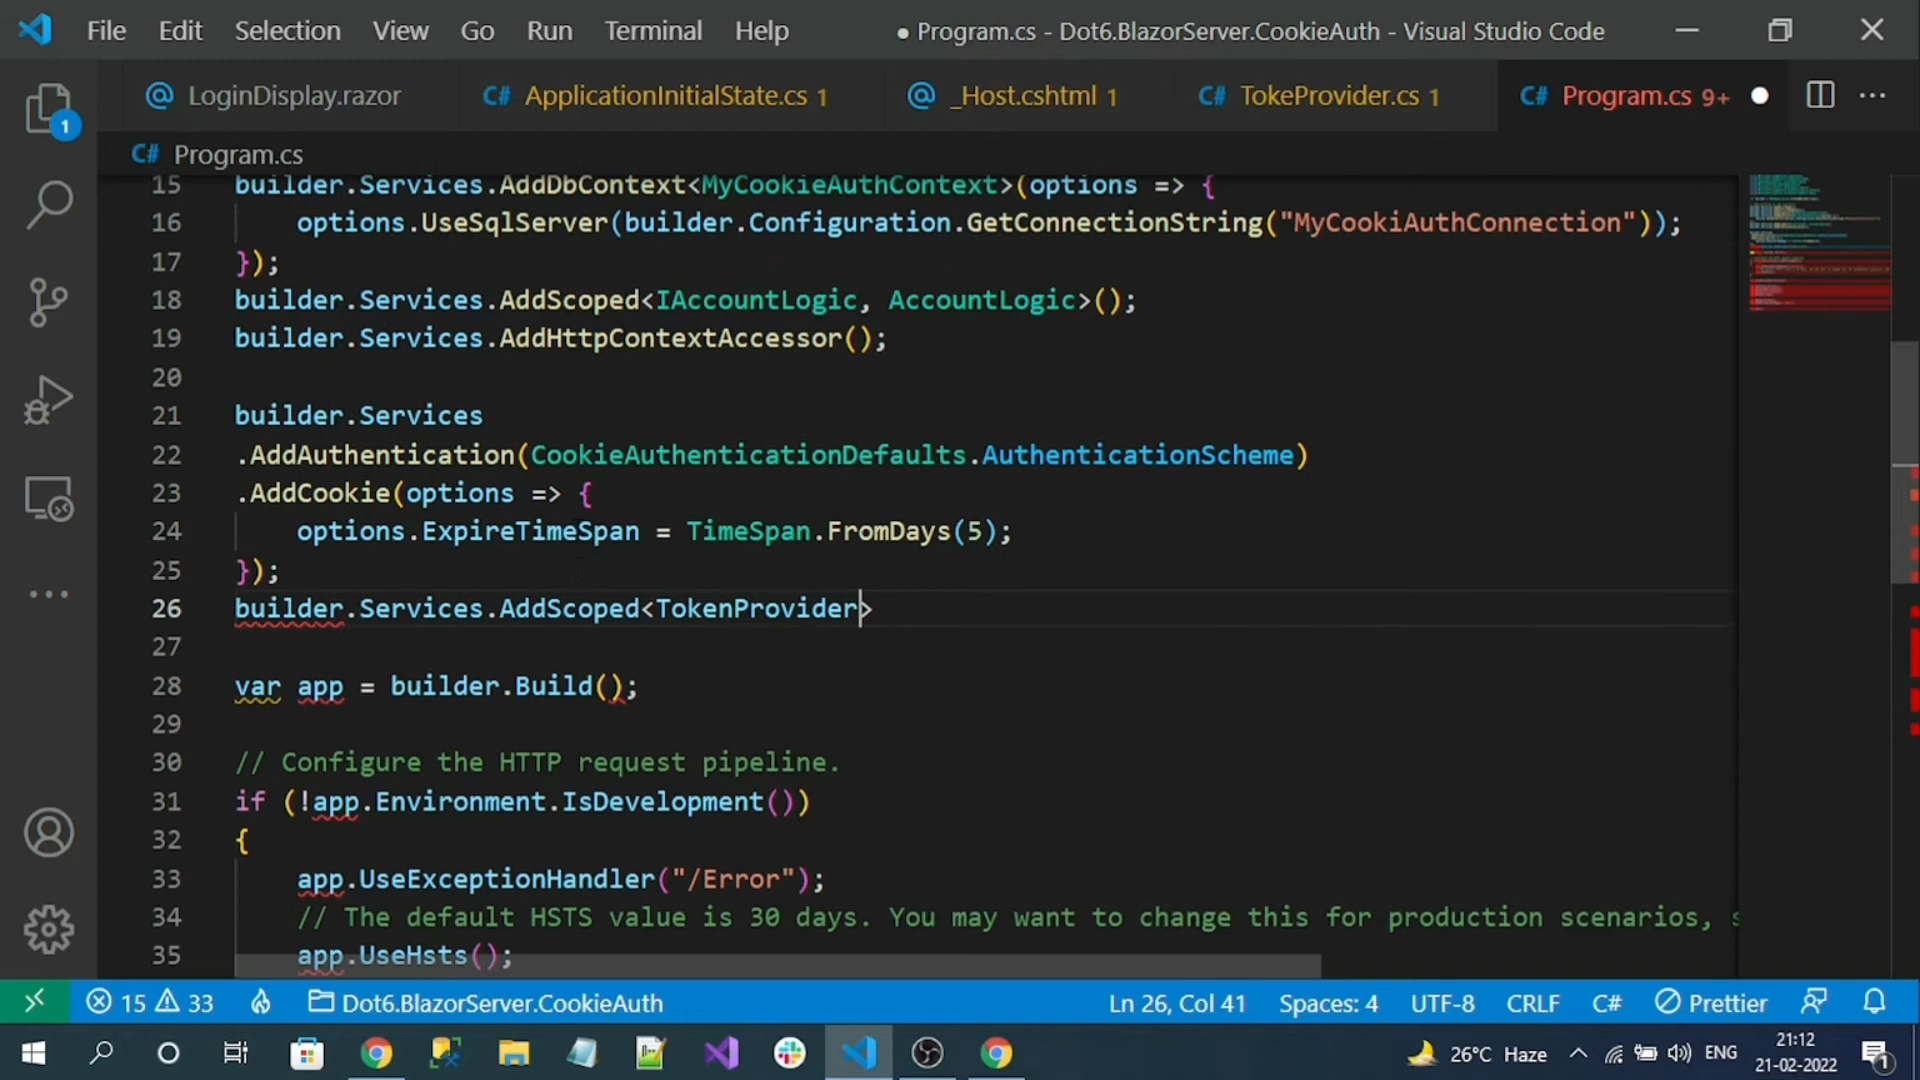 File Edit Selection View Go Run Terminal Help ● Program.cs - Dot6.BlazorServer.CookieAuth - Visual Studio Code
LoginDisplay.razor C# ApplicationInitialState.cs 1 _Host.cshtml 1 C# TokeProvider.cs 1 C# Program.cs 9+
1
C# Program.cs
15 builder.Services.AddDbContext<MyCookieAuthContext>(options => {
16 options.UseSqlServer(builder.Configuration.GetConnectionString("MyCookiAuthConnection"));
17 });
18 builder.Services.AddScoped<IAccountLogic, AccountLogic>();
19 builder.Services.AddHttpContextAccessor();
20
21 builder.Services
22 .AddAuthentication(CookieAuthenticationDefaults.AuthenticationScheme)
23 .AddCookie(options => {
24 options.ExpireTimeSpan = TimeSpan.FromDays(5);
25 });
26 builder.Services.AddScoped<TokenProvider>
27
28 var app = builder.Build();
29
30 // Configure the HTTP request pipeline.
31 if (!app.Environment.IsDevelopment())
32 {
33 app.UseExceptionHandler("/Error");
34 // The default HSTS value is 30 days. You may want to change this for production scenarios,
35 app.UseHsts();
15 33 Dot6.BlazorServer.CookieAuth Ln 26, Col 41 Spaces: 4 UTF-8 CRLF C# Prettier
26°C Haze ENG 21:12
21-02-2022 1